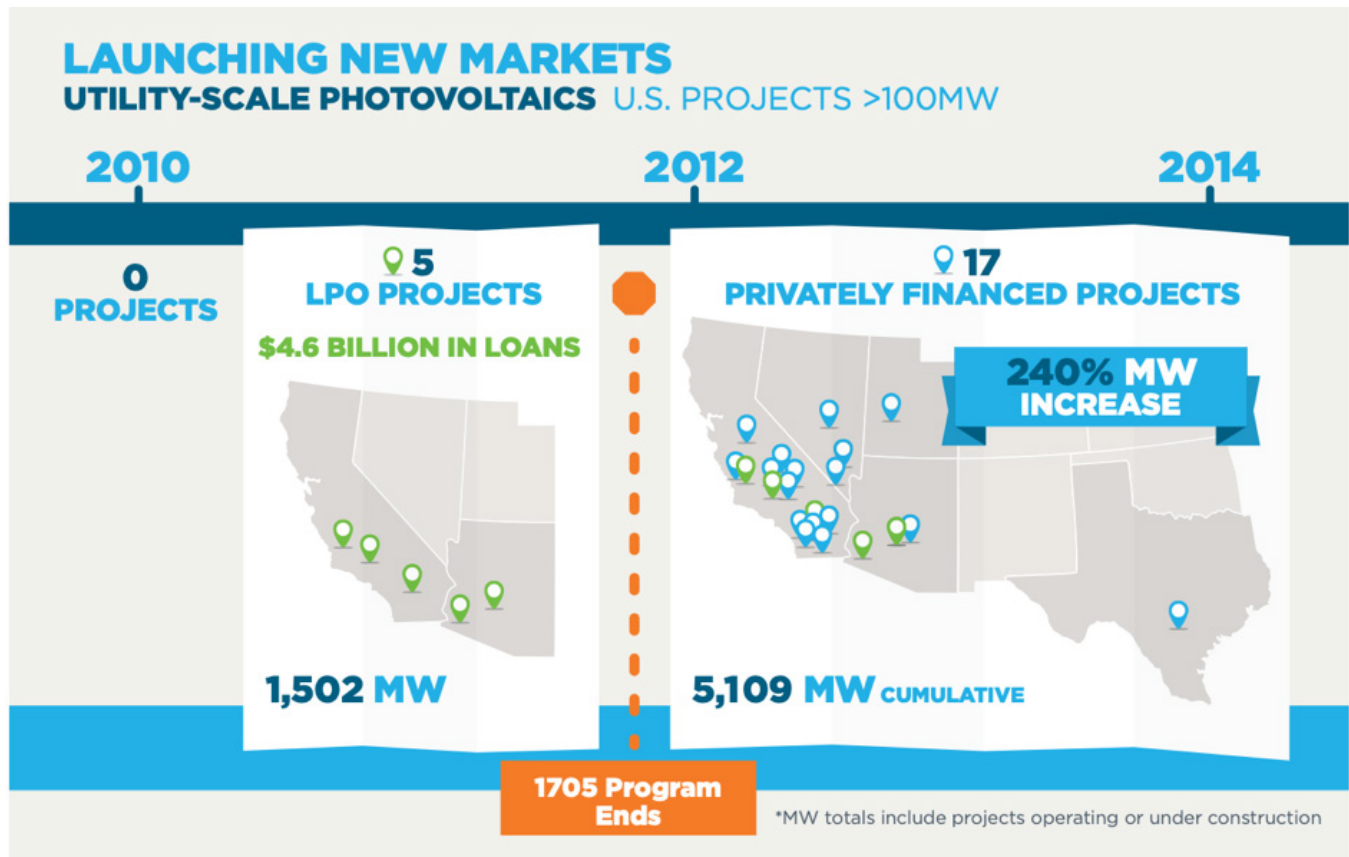 LAUNCHING NEW MARKETS
UTILITY-SCALE PHOTOVOLTAICS U.S. PROJECTS >100MW
2010 2012 2014
0
PROJECTS
5
LPO PROJECTS
$4.6 BILLION IN LOANS
1,502 MW
17
PRIVATELY FINANCED PROJECTS
240% MW
INCREASE
5,109 MW CUMULATIVE
1705 Program
Ends
*MW totals include projects operating or under construction